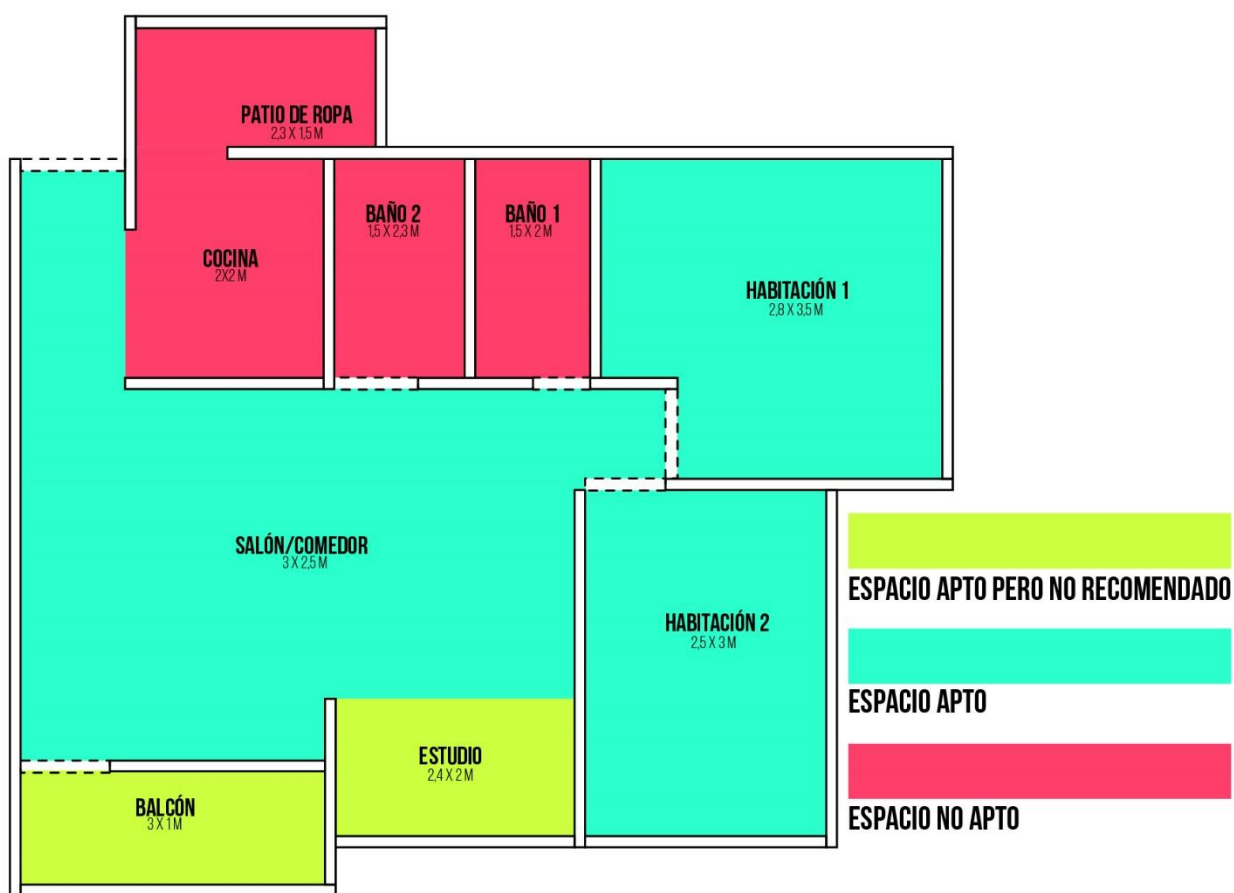 PATIO DE ROPA
2,3 X 1,5 M
BAÑO 2
1,5 X 2,3 M
BAÑO 1
1,5 X 2 M
COCINA
2X2 M
HABITACIÓN 1
2,8 X 3,5 M
SALÓN/COMEDOR
3 X 2,5 M
HABITACIÓN 2
2,5 X 3 M
ESTUDIO
2,4 X 2 M
BALCÓN
3 X 1 M
ESPACIO APTO PERO NO RECOMENDADO
ESPACIO APTO
ESPACIO NO APTO